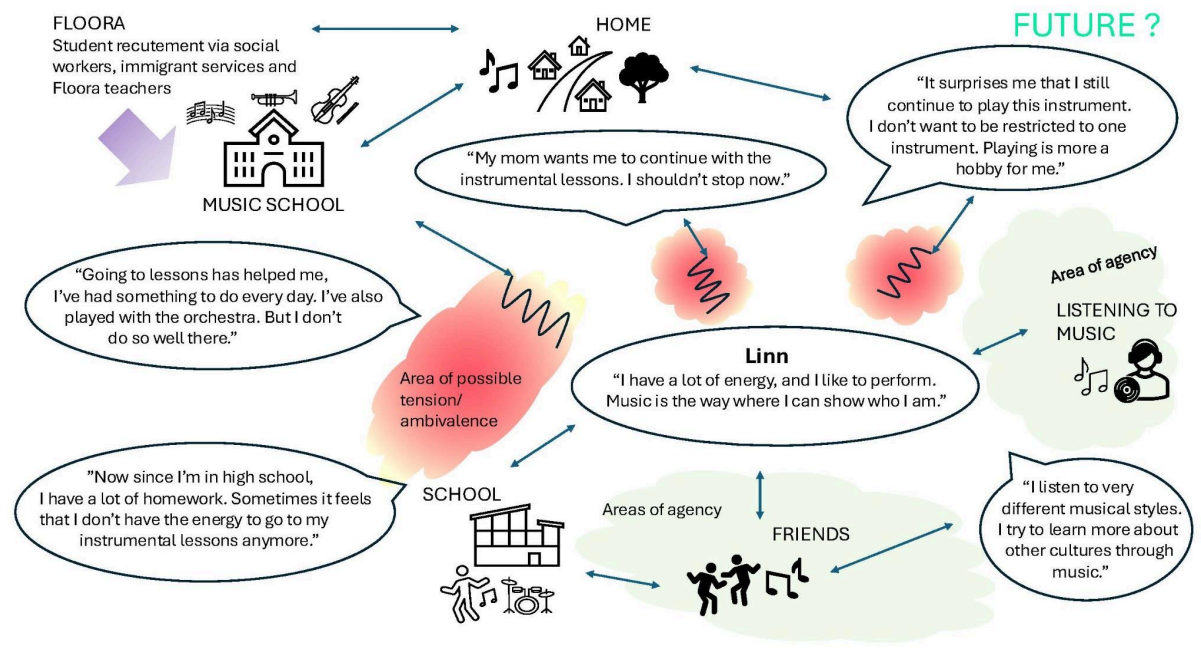 FLOORA
Student recutement via social
workers, immigrant services and
Floora teachers
MUSIC SCHOOL
HOME
FUTURE ?
“It surprises me that I still
continue to play this instrument.
I don’t want to be restricted to one
instrument. Playing is more a
hobby for me.”
“My mom wants me to continue with the
instrumental lessons. I shouldn’t stop now.”
“Going to lessons has helped me,
I’ve had something to do every day. I’ve also
played with the orchestra. But I don’t
do so well there.”
Area of possible
tension/
ambivalence
Linn
“I have a lot of energy, and I like to perform.
Music is the way where I can show who I am.”
Area of agency
LISTENING TO
MUSIC
”Now since I’m in high school,
I have a lot of homework. Sometimes it feels
that I don’t have the energy to go to my
instrumental lessons anymore.”
SCHOOL
Areas of agency
FRIENDS
“I listen to very
different musical styles.
I try to learn more about
other cultures through
music.”